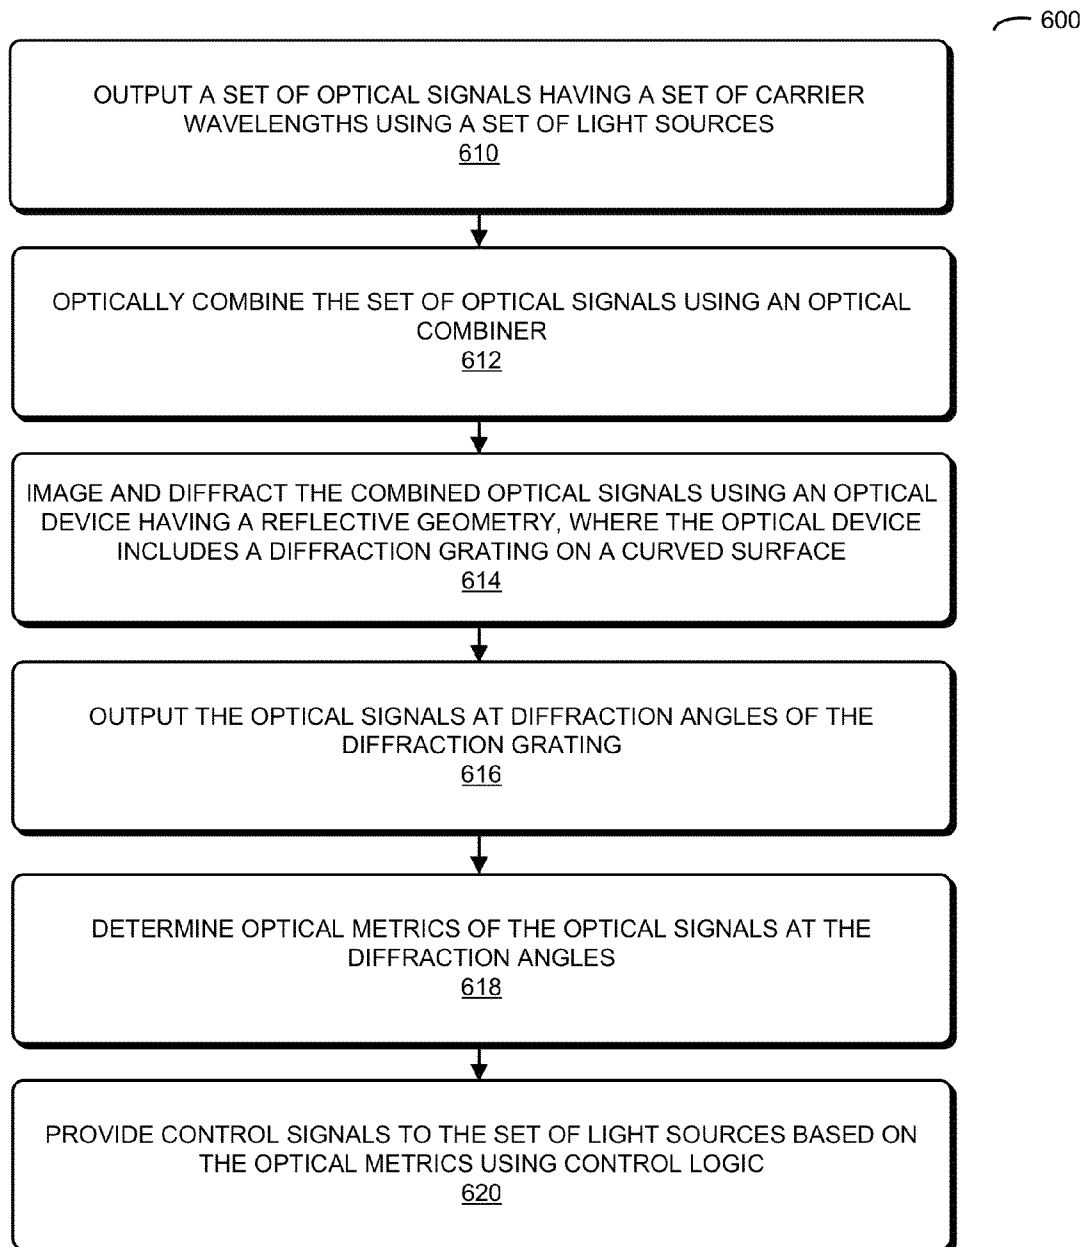 600
OUTPUT A SET OF OPTICAL SIGNALS HAVING A SET OF CARRIER
WAVELENGTHS USING A SET OF LIGHT SOURCES
610
OPTICALLY COMBINE THE SET OF OPTICAL SIGNALS USING AN OPTICAL
COMBINER
612
IMAGE AND DIFFRACT THE COMBINED OPTICAL SIGNALS USING AN OPTICAL
DEVICE HAVING A REFLECTIVE GEOMETRY, WHERE THE OPTICAL DEVICE
INCLUDES A DIFFRACTION GRATING ON A CURVED SURFACE
614
OUTPUT THE OPTICAL SIGNALS AT DIFFRACTION ANGLES OF THE
DIFFRACTION GRATING
616
DETERMINE OPTICAL METRICS OF THE OPTICAL SIGNALS AT THE
DIFFRACTION ANGLES
618
PROVIDE CONTROL SIGNALS TO THE SET OF LIGHT SOURCES BASED ON
THE OPTICAL METRICS USING CONTROL LOGIC
620